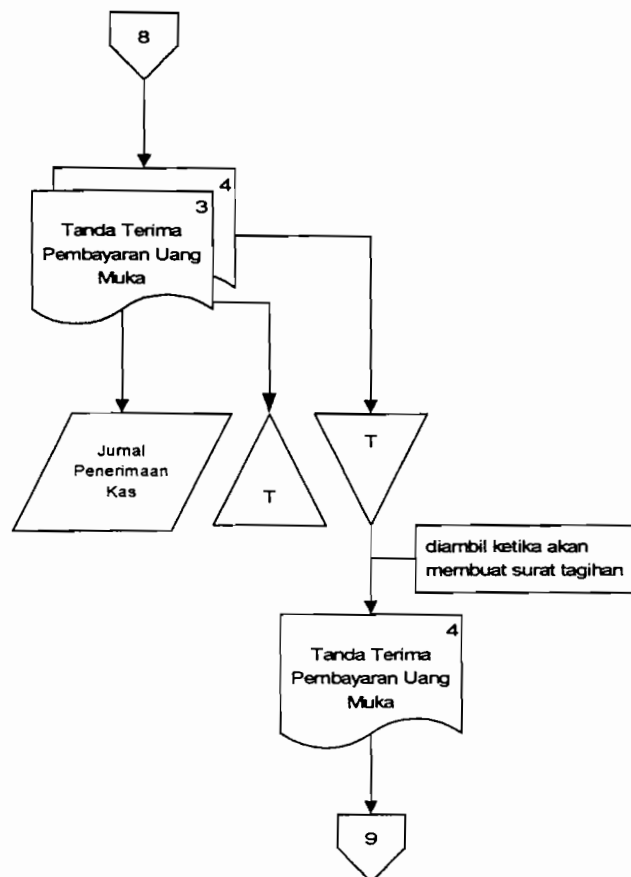 8
4
3
Tanda Terima
Pembayaran Uang
Muka
Jurnal
Penerimaan
Kas
T
T
diambil ketika akan
membuat surat tagihan
4
Tanda Terima
Pembayaran Uang
Muka
9